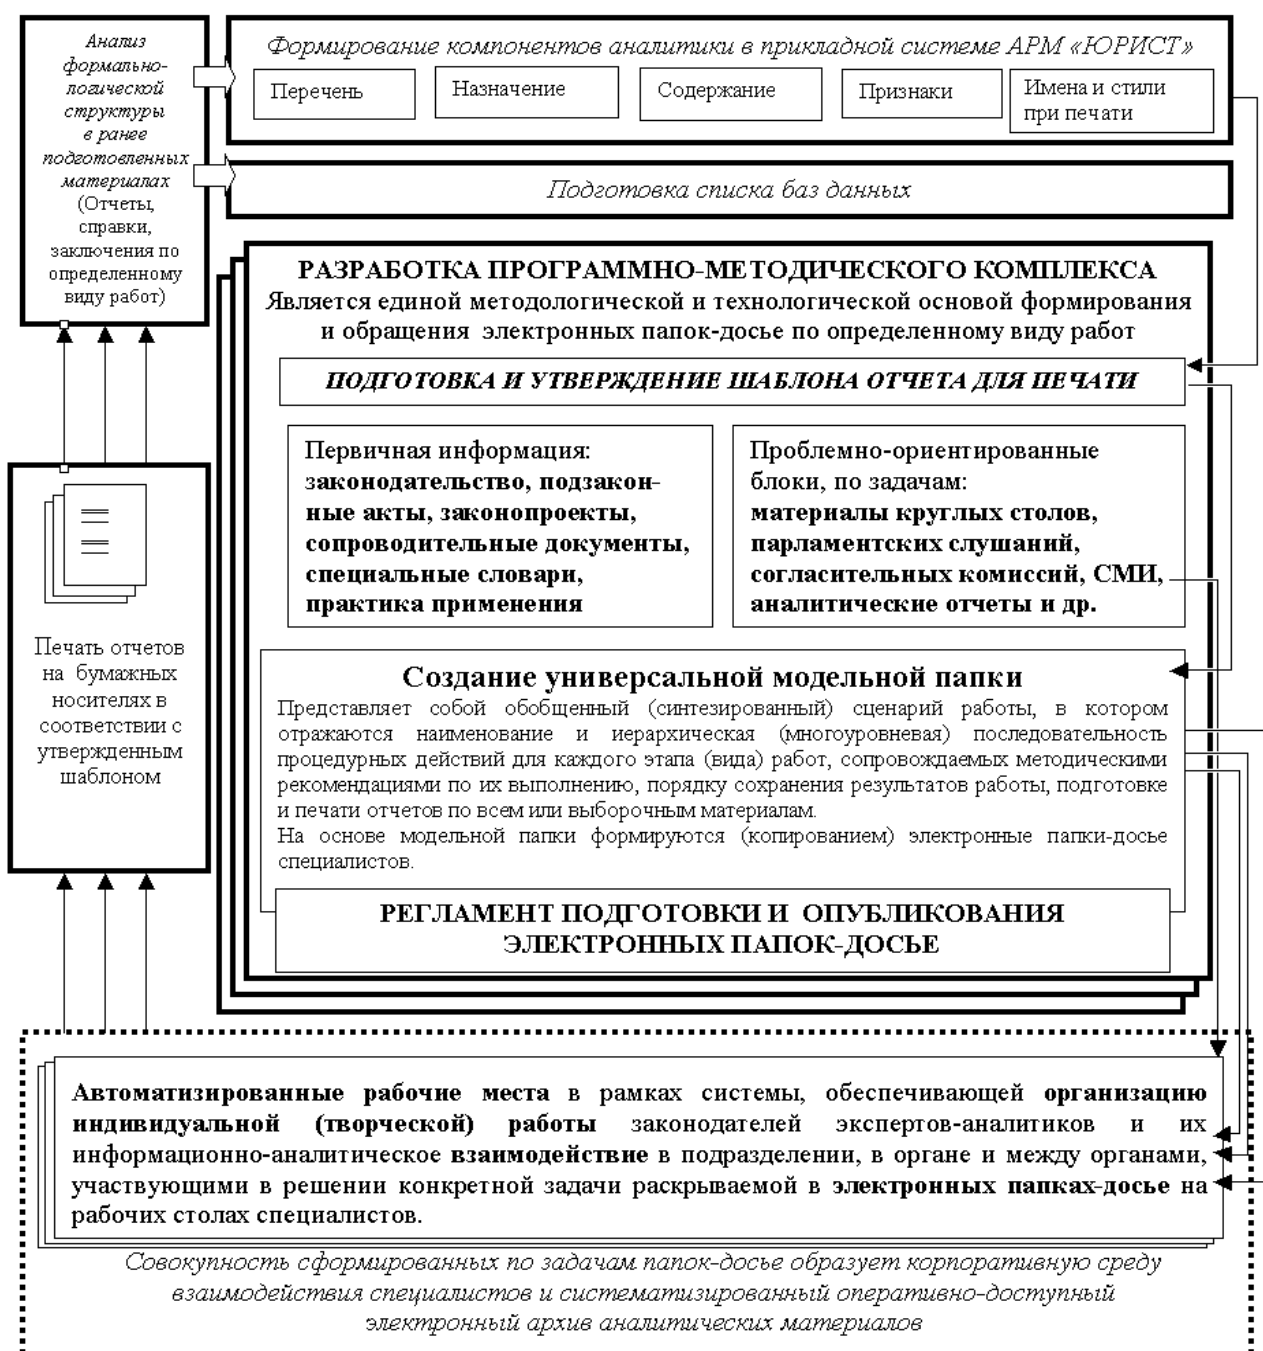 Анализ
формально-
логической
структуры
в ранее
подготовленных
материалах
(Отчеты,
справки,
заключения по
определенному
виду работ)
Формирование компонентов аналитики в прикладной системе АРМ «ЮРИСТ»
Перечень
Назначение
Содержание
Признаки
Имена и стили
при печати
Подготовка списка баз данных
РАЗРАБОТКА ПРОГРАММНО-МЕТОДИЧЕСКОГО КОМПЛЕКСА
Является единой методологической и технологической основой формирования
и обращения электронных папок-досье по определенному виду работ
ПОДГОТОВКА И УТВЕРЖДЕНИЕ ШАБЛОНА ОТЧЕТА ДЛЯ ПЕЧАТИ
Первичная информация:
законодательство, подзакон-
ные акты, законопроекты,
сопроводительные документы,
специальные словари,
практика применения
Проблемно-ориентированные
блоки, по задачам:
материалы круглых столов,
парламентских слушаний,
согласительных комиссий, СМИ,
аналитические отчеты и др.
Печать отчетов
на бумажных
носителях в
соответствии с
утвержденным
шаблоном
Создание универсальной модельной папки
Представляет собой обобщенный (синтезированный) сценарий работы, в котором
отражаются наименование и иерархическая (многоуровневая) последовательность
процедурных действий для каждого этапа (вида) работ, сопровождаемых методическими
рекомендациями по их выполнению, порядку сохранения результатов работы, подготовке
и печати отчетов по всем или выборочным материалам.
На основе модельной папки формируются (копированием) электронные папки-досье
специалистов.
РЕГЛАМЕНТ ПОДГОТОВКИ И ОПУБЛИКОВАНИЯ
ЭЛЕКТРОННЫХ ПАПОК-ДОСЬЕ
Автоматизированные рабочие места в рамках системы, обеспечивающей организацию
индивидуальной (творческой) работы законодателей экспертов-аналитиков и их
информационно-аналитическое взаимодействие в подразделении, в органе и между органами,
участвующими в решении конкретной задачи раскрываемой в электронных папках-досье на
рабочих столах специалистов.
Совокупность сформированных по задачам папок-досье образует корпоративную среду
взаимодействия специалистов и систематизированный оперативно-доступный
электронный архив аналитических материалов